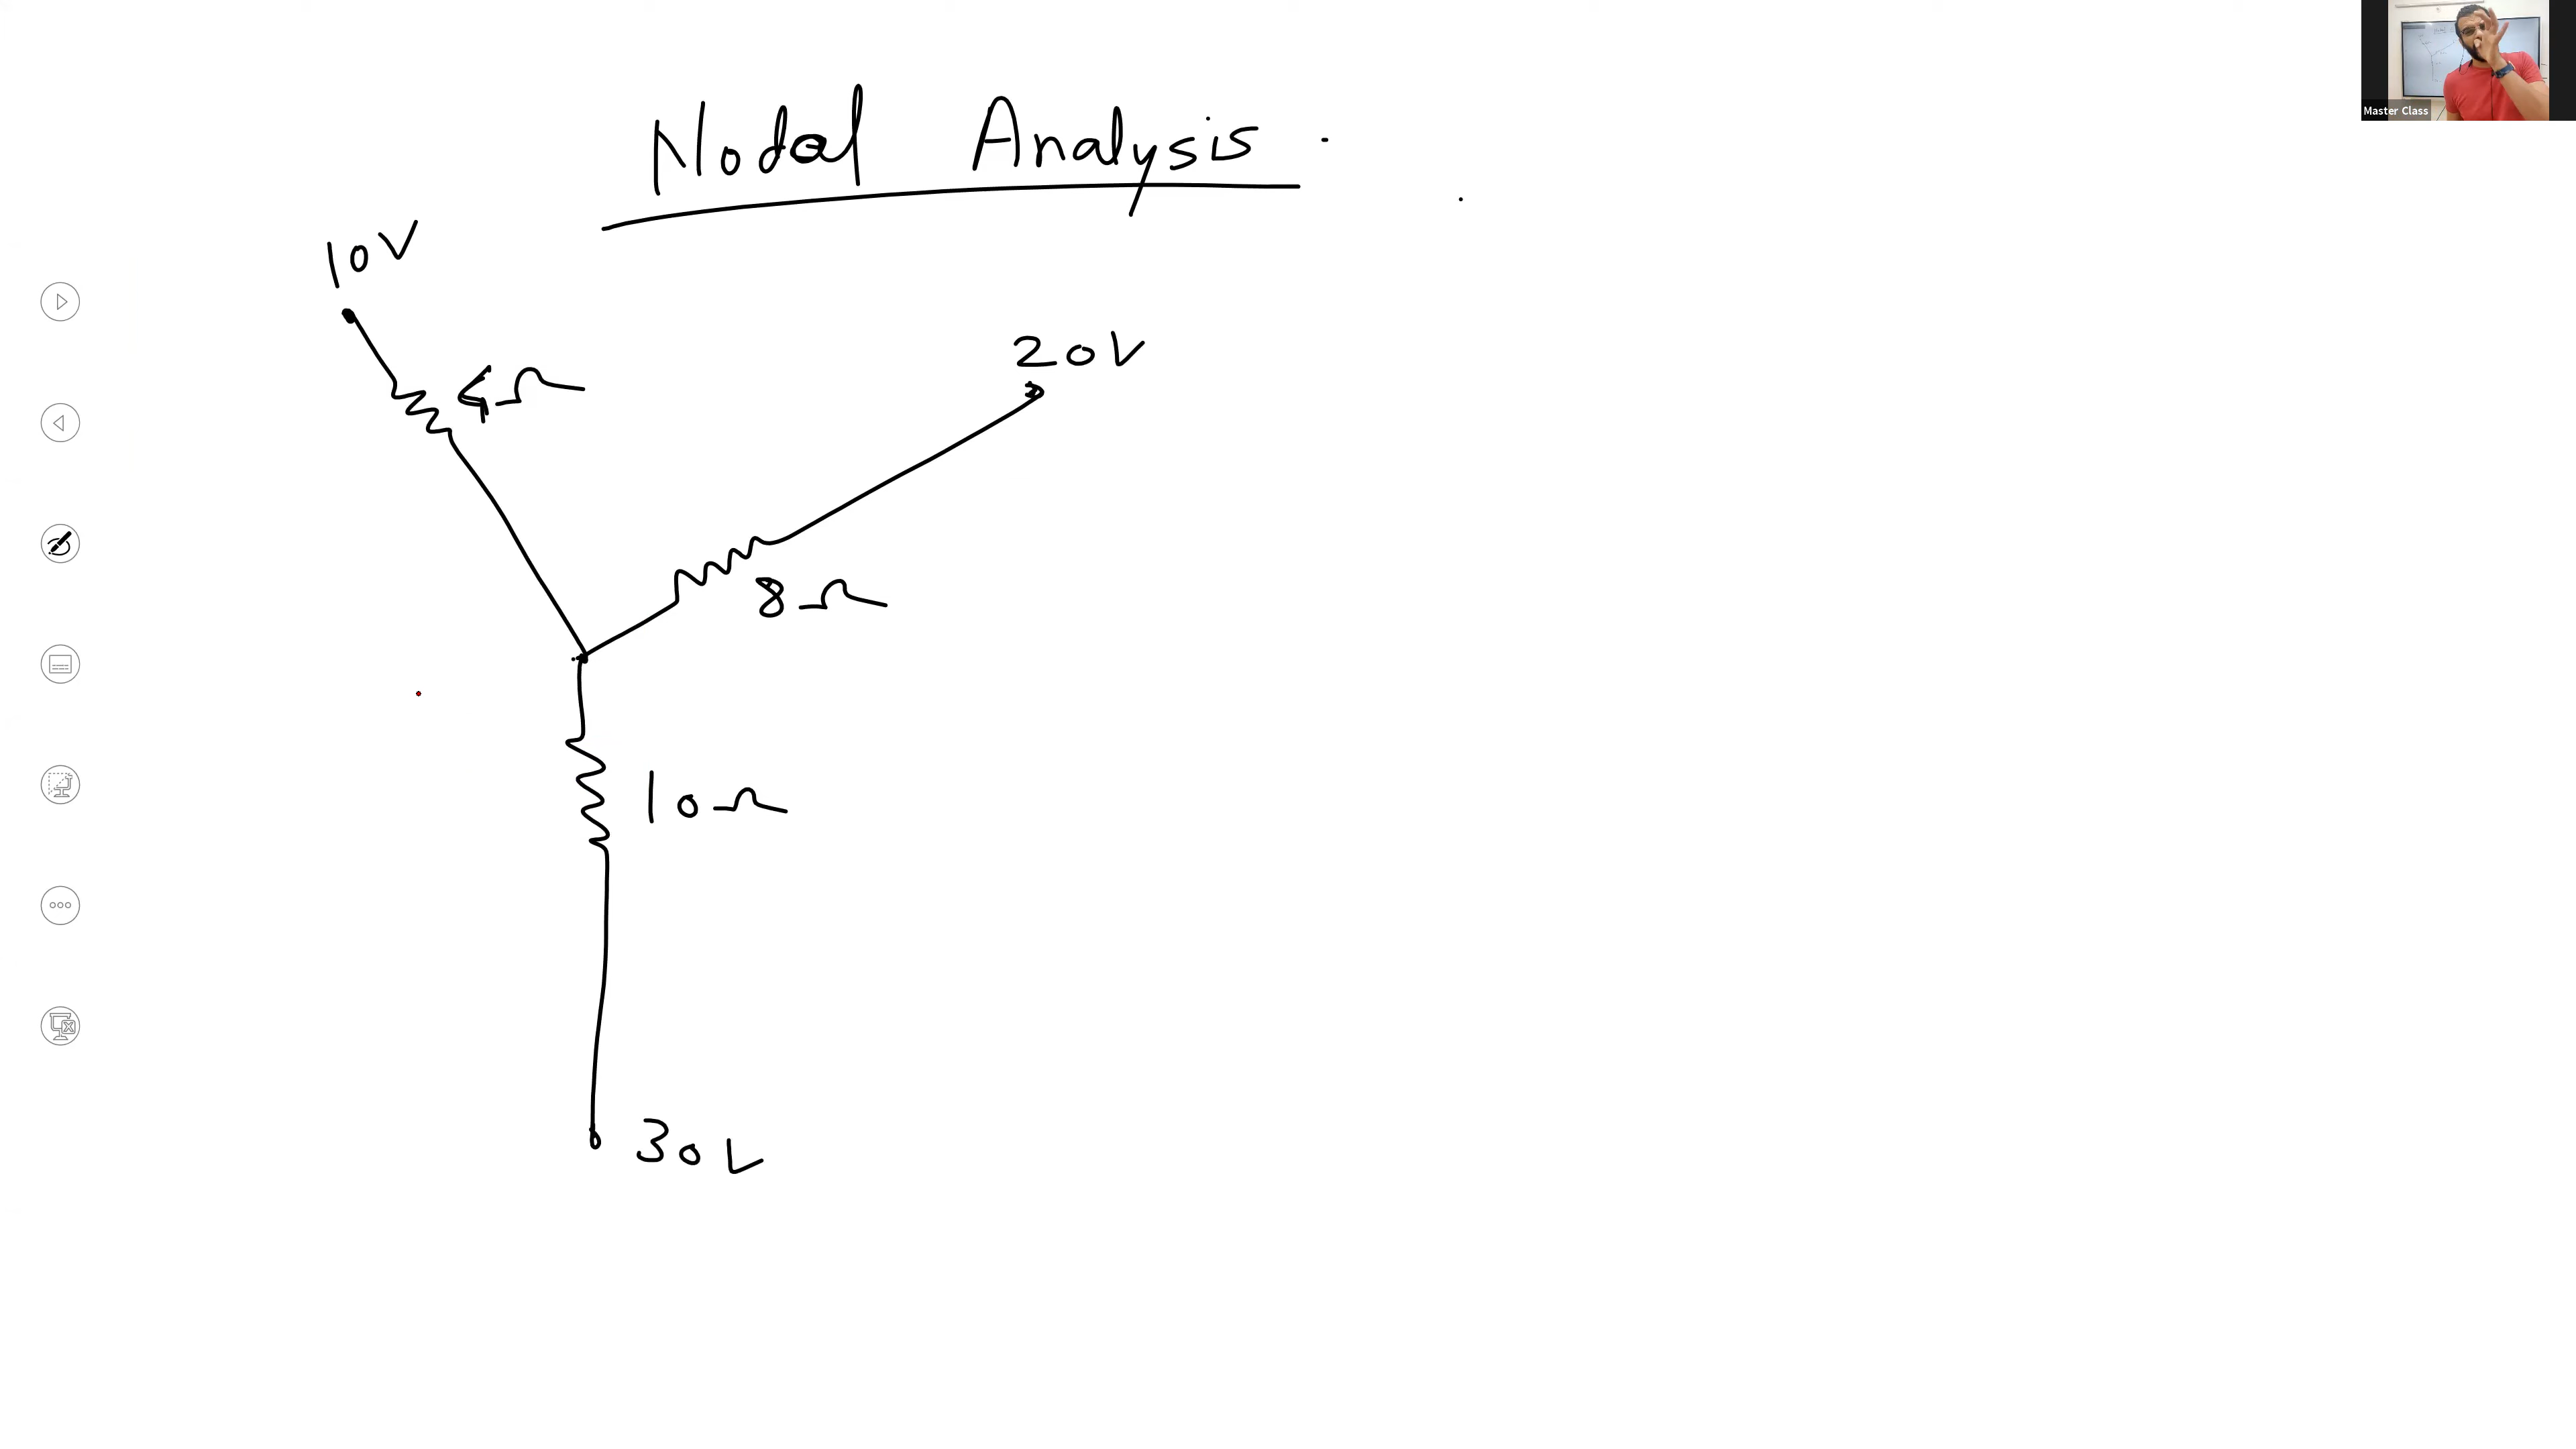 Nodal Analysis
10V
20V
4Ω
8Ω
10Ω
30V
Master Class